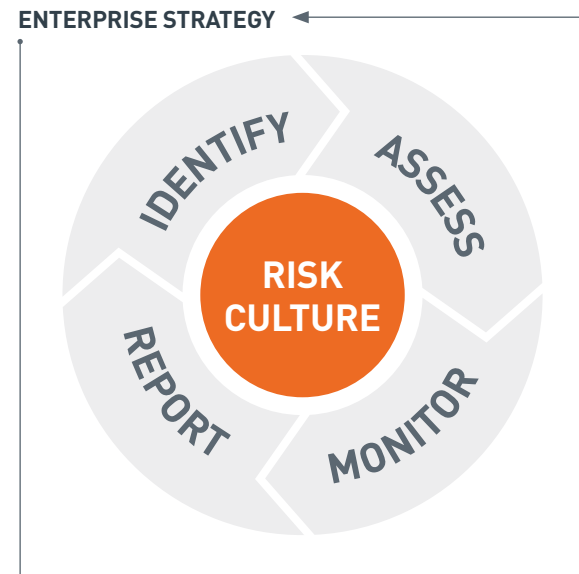 ENTERPRISE STRATEGY
IDENTIFY
ASSESS
RISK
CULTURE
REPORT
MONITOR